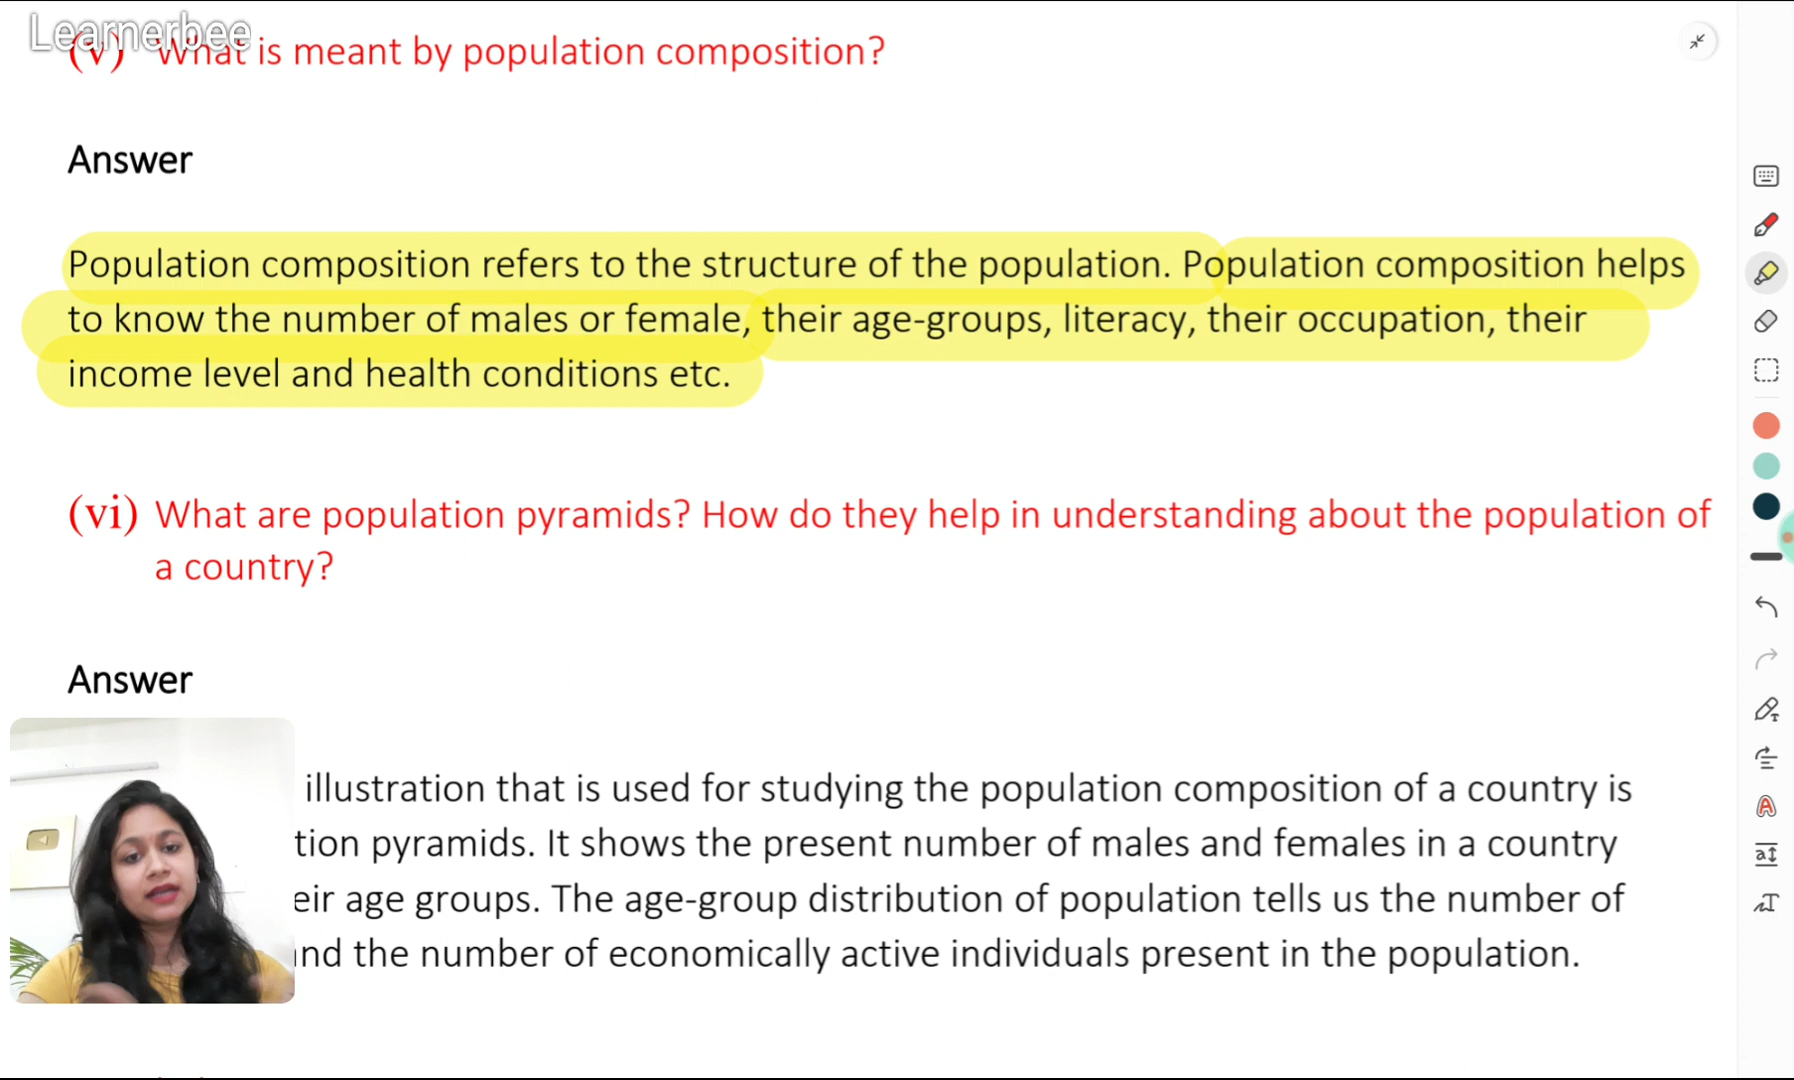 Learnerbee
(v) What is meant by population composition?
Answer
Population composition refers to the structure of the population. Population composition helps
to know the number of males or female, their age-groups, literacy, their occupation, their
income level and health conditions etc.
(vi) What are population pyramids? How do they help in understanding about the population of
a country?
Answer
illustration that is used for studying the population composition of a country is
tion pyramids. It shows the present number of males and females in a country
eir age groups. The age-group distribution of population tells us the number of
nd the number of economically active individuals present in the population.